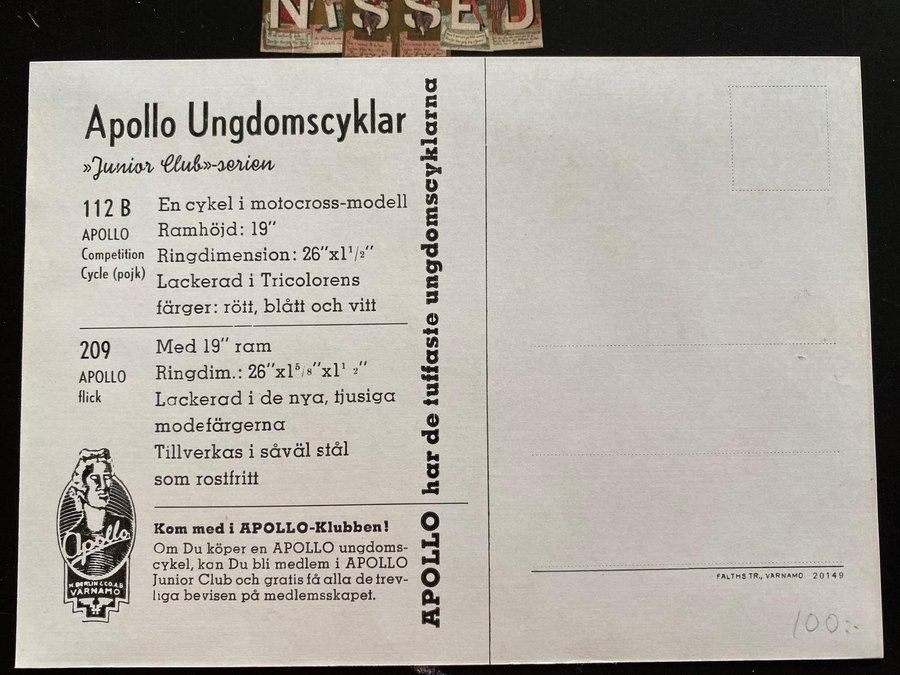 NISSED
Apollo Ungdomscyklar
»Junior Club»-serien
112 B
APOLLO
Competition
Cycle (pojk)
En cykel i motocross-modell
Ramhöjd: 19"
Ringdimension: 26"x1 1/2"
Lackerad i Tricolorens
färger: rött, blått och vitt
209
APOLLO
flick
Med 19" ram
Ringdim.: 26"x1 5/8"x1 1 2"
Lackerad i de nya, tjusiga
modefärgerna
Tillverkas i såväl stål
som rostfritt
Apollo
H. BERLIN & CO. A.B.
VÄRNAMO
Kom med i APOLLO-Klubben!
Om Du köper en APOLLO ungdoms-
cykel, kan Du bli medlem i APOLLO
Junior Club och gratis få alla de trev-
liga bevisen på medlemsskapet.
APOLLO har de tuffaste ungdomscyklarna
FALTHS TR., VÄRNAMO 20149
100:-